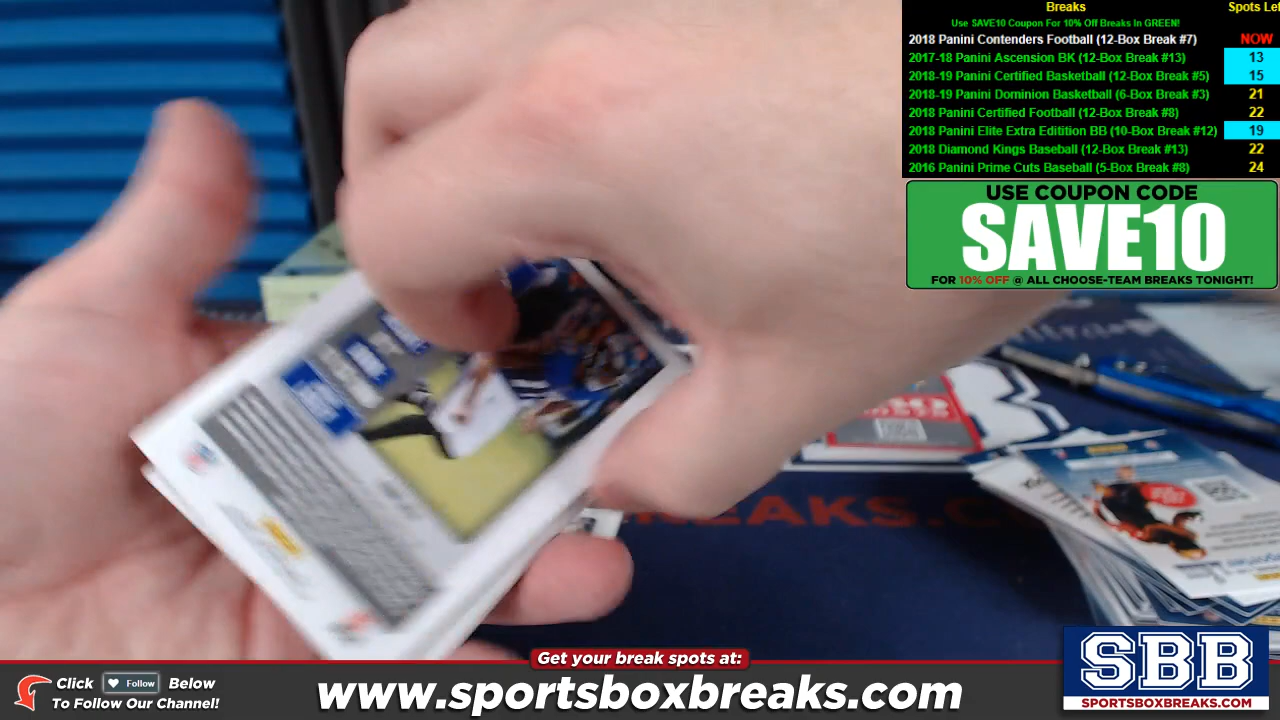 Breaks Spots Lef
Use SAVE10 Coupon For 10% Off Breaks In GREEN!
2018 Panini Contenders Football (12-Box Break #7) NOW
2017-18 Panini Ascension BK (12-Box Break #13) 13
2018-19 Panini Certified Basketball (12-Box Break #5) 15
2018-19 Panini Dominion Basketball (6-Box Break #3) 21
2018 Panini Certified Football (12-Box Break #8) 22
2018 Panini Elite Extra Edition BB (10-Box Break #12) 19
2018 Diamond Kings Baseball (12-Box Break #13) 22
2016 Panini Prime Cuts Baseball (5-Box Break #8) 24
USE COUPON CODE
SAVE10
FOR 10% OFF @ ALL CHOOSE-TEAM BREAKS TONIGHT!
REAKS.CO
Get your break spots at:
Click Follow Below
To Follow Our Channel!
www.sportsboxbreaks.com
SBB
SPORTSBOXBREAKS.COM